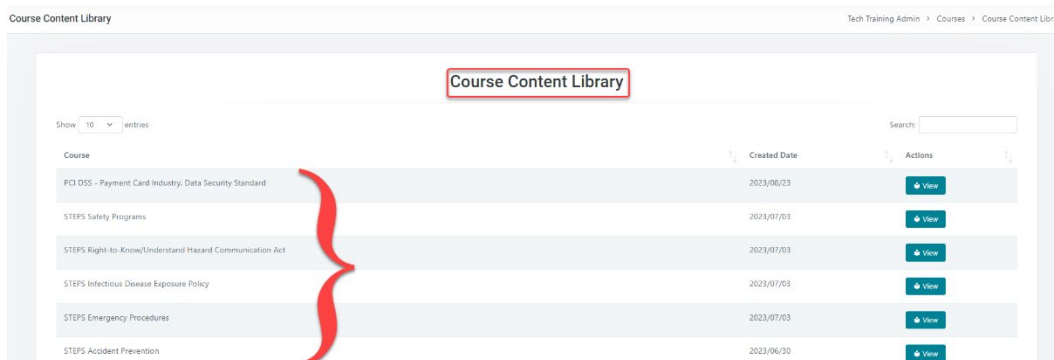 Course Content Library Tech Training Admin > Courses > Course Content Libr
Course Content Library
Show 10 entries Search:
Course Created Date Actions
PCI DSS - Payment Card Industry. Data Security Standard 2023/08/23 View
STEPS Safety Programs 2023/07/03 View
STEPS Right-to-Know/Understand Hazard Communication Act 2023/07/03 View
STEPS Infectious Disease Exposure Policy 2023/07/03 View
STEPS Emergency Procedures 2023/07/03 View
STEPS Accident Prevention 2023/06/30 View